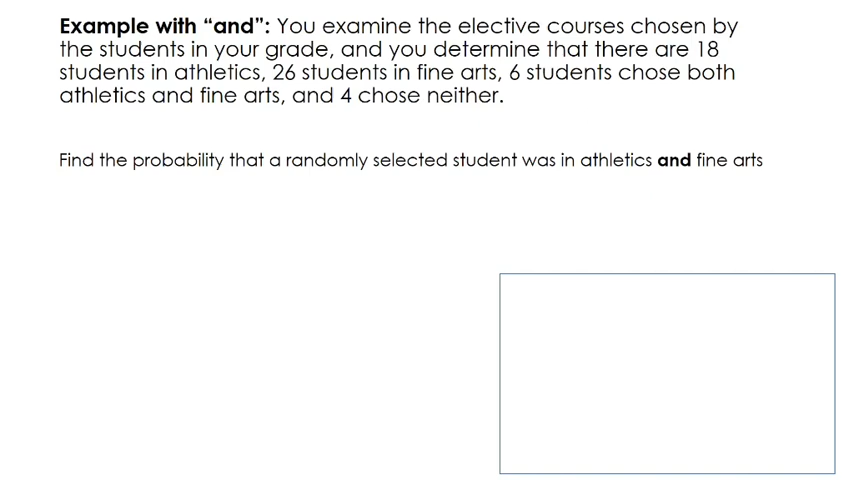 Example with “and”: You examine the elective courses chosen by
the students in your grade, and you determine that there are 18
students in athletics, 26 students in fine arts, 6 students chose both
athletics and fine arts, and 4 chose neither.
Find the probability that a randomly selected student was in athletics and fine arts